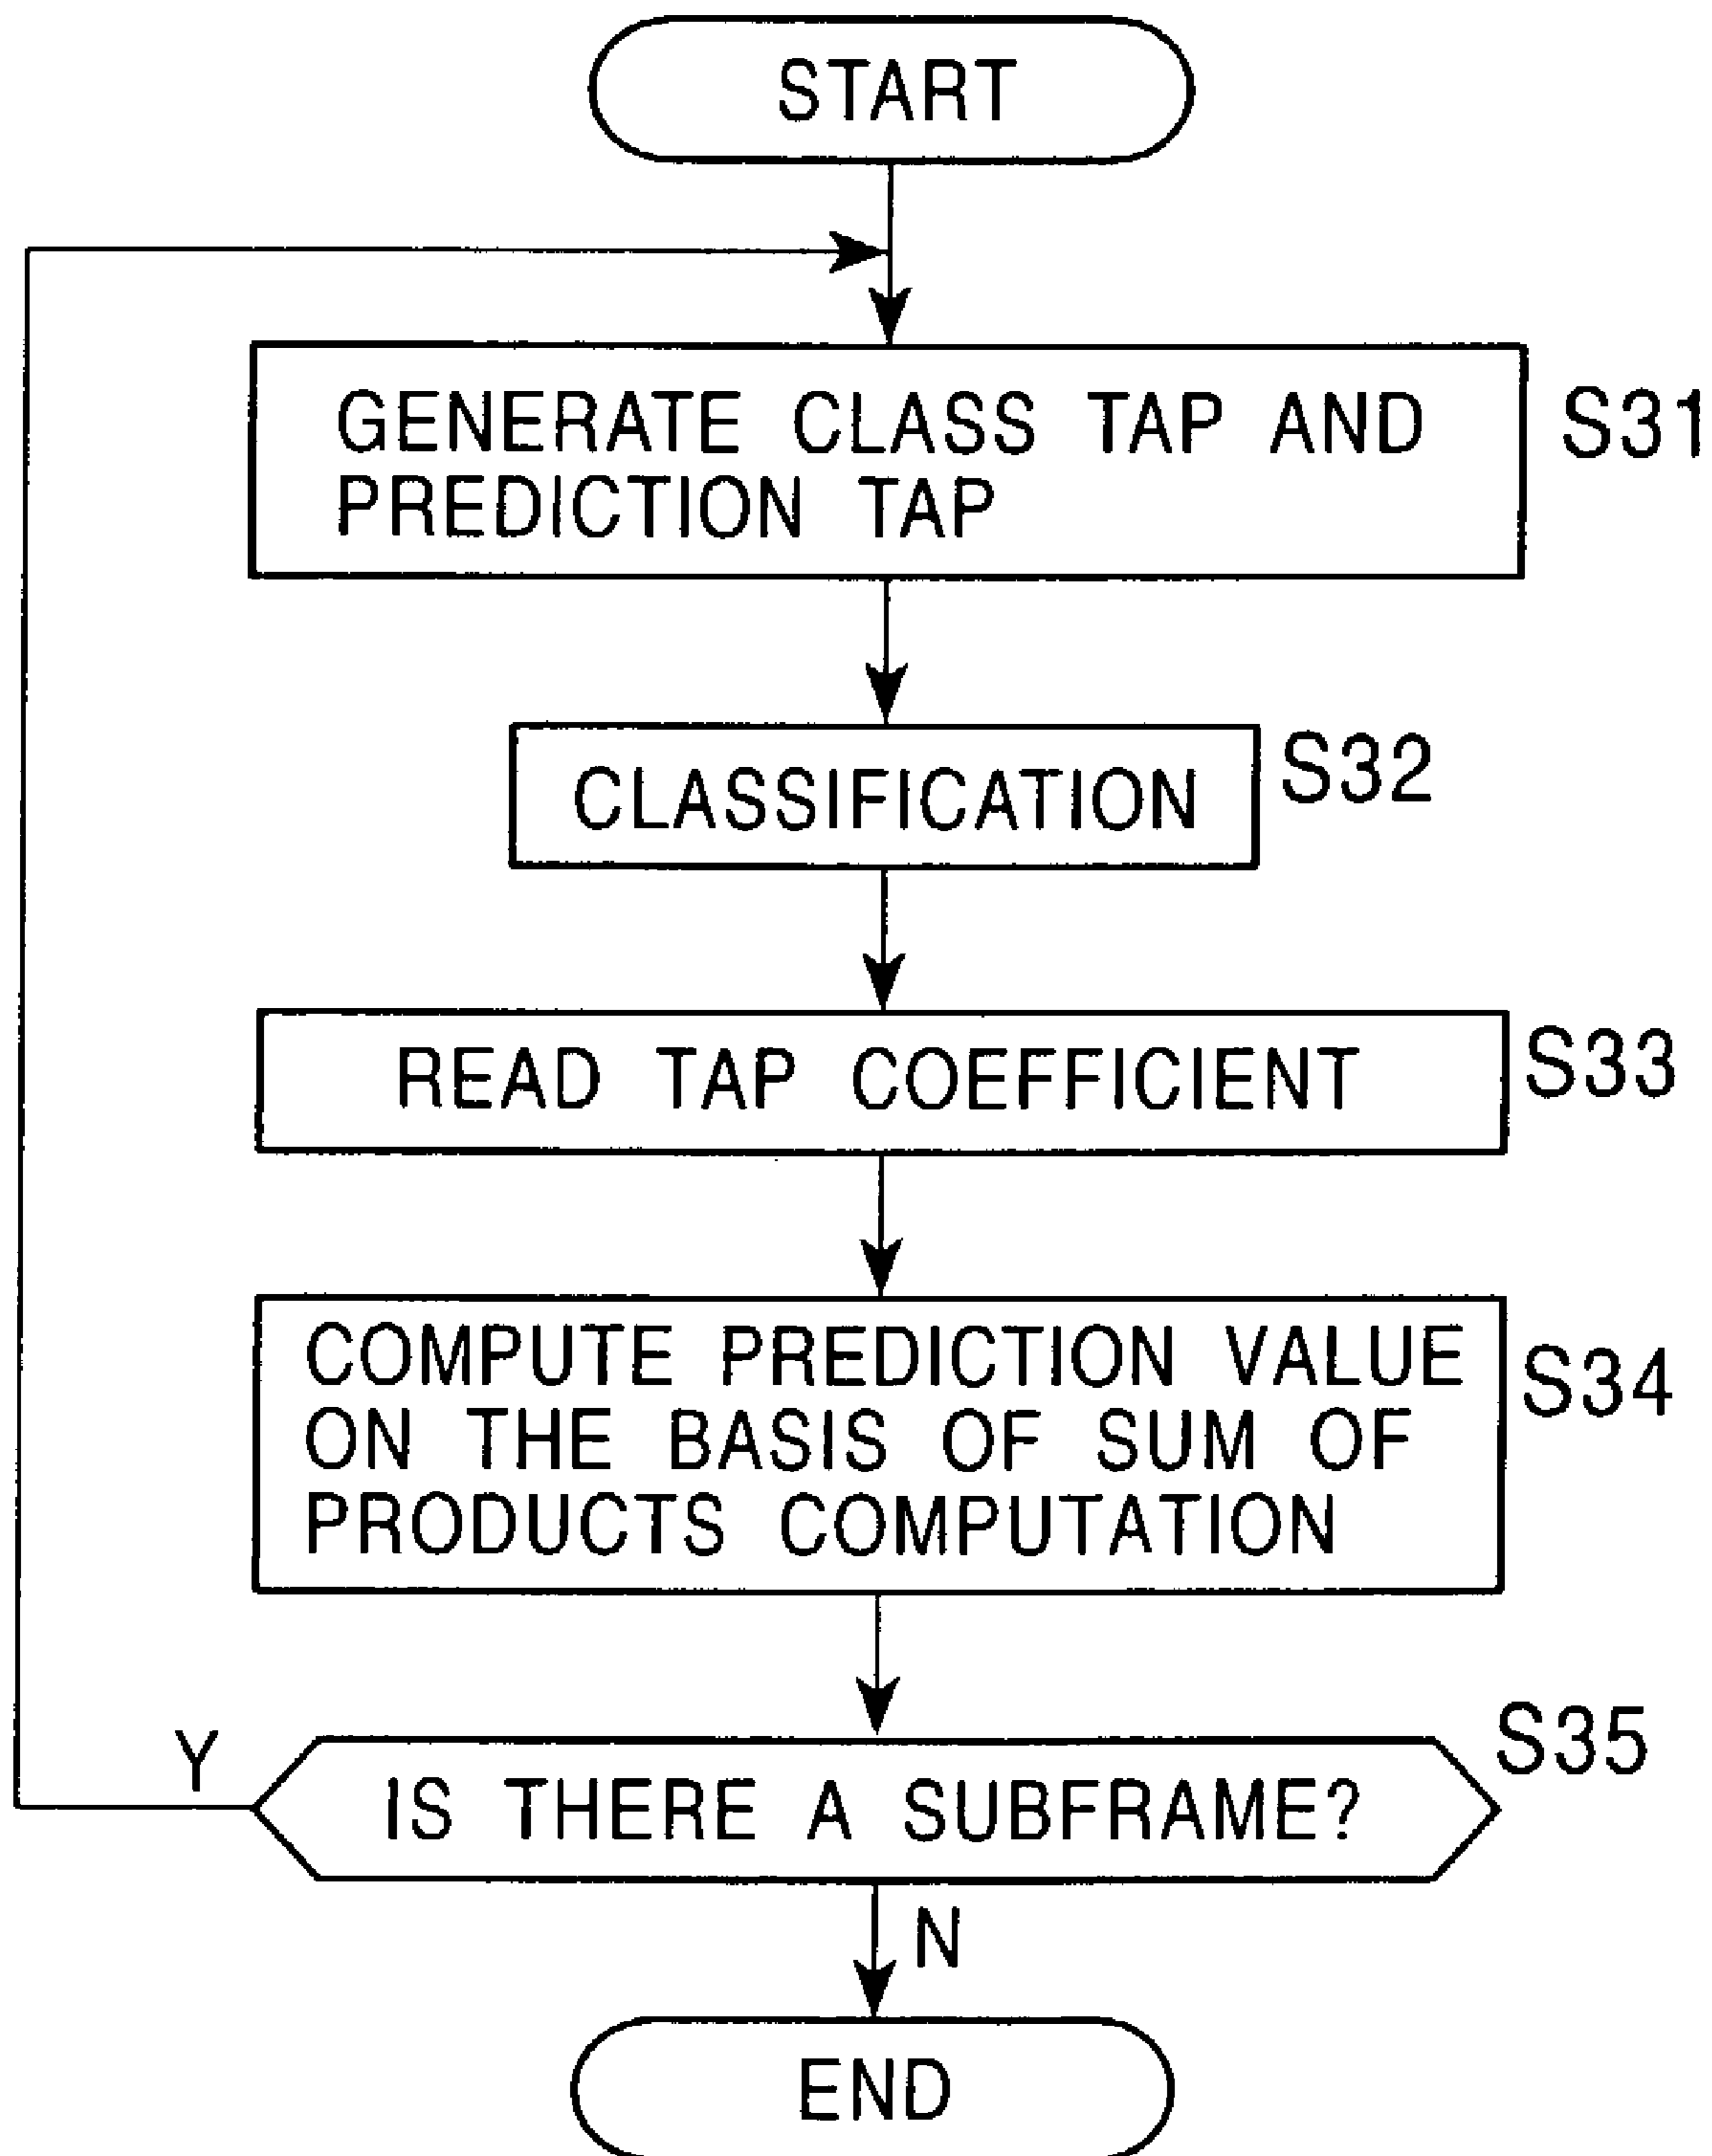 START
GENERATE CLASS TAP AND
PREDICTION TAP
S31
CLASSIFICATION
S32
READ TAP COEFFICIENT
S33
COMPUTE PREDICTION VALUE
ON THE BASIS OF SUM OF
PRODUCTS COMPUTATION
S34
IS THERE A SUBFRAME?
S35
Y
N
END